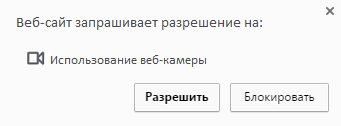 Веб-сайт запрашивает разрешение на:
Использование веб-камеры
Разрешить Блокировать